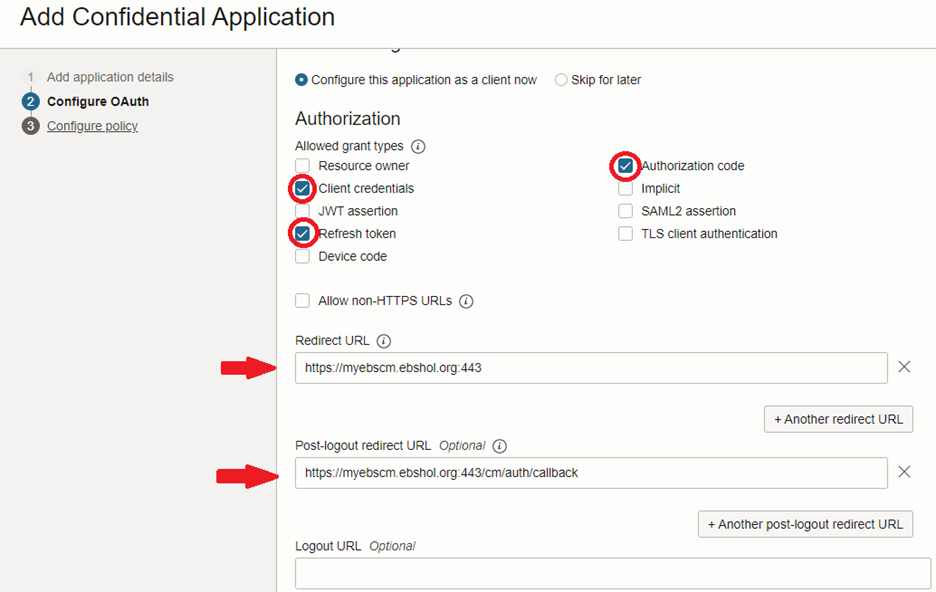 Add Confidential Application
1 Add application details
2 Configure OAuth
3 Configure policy
Configure this application as a client now Skip for later
Authorization
Allowed grant types i
Resource owner Authorization code
Client credentials Implicit
JWT assertion SAML2 assertion
Refresh token TLS client authentication
Device code
Allow non-HTTPS URLs i
Redirect URL i
https://myebscm.ebshol.org:443
+ Another redirect URL
Post-logout redirect URL Optional i
https://myebscm.ebshol.org:443/cm/auth/callback
+ Another post-logout redirect URL
Logout URL Optional